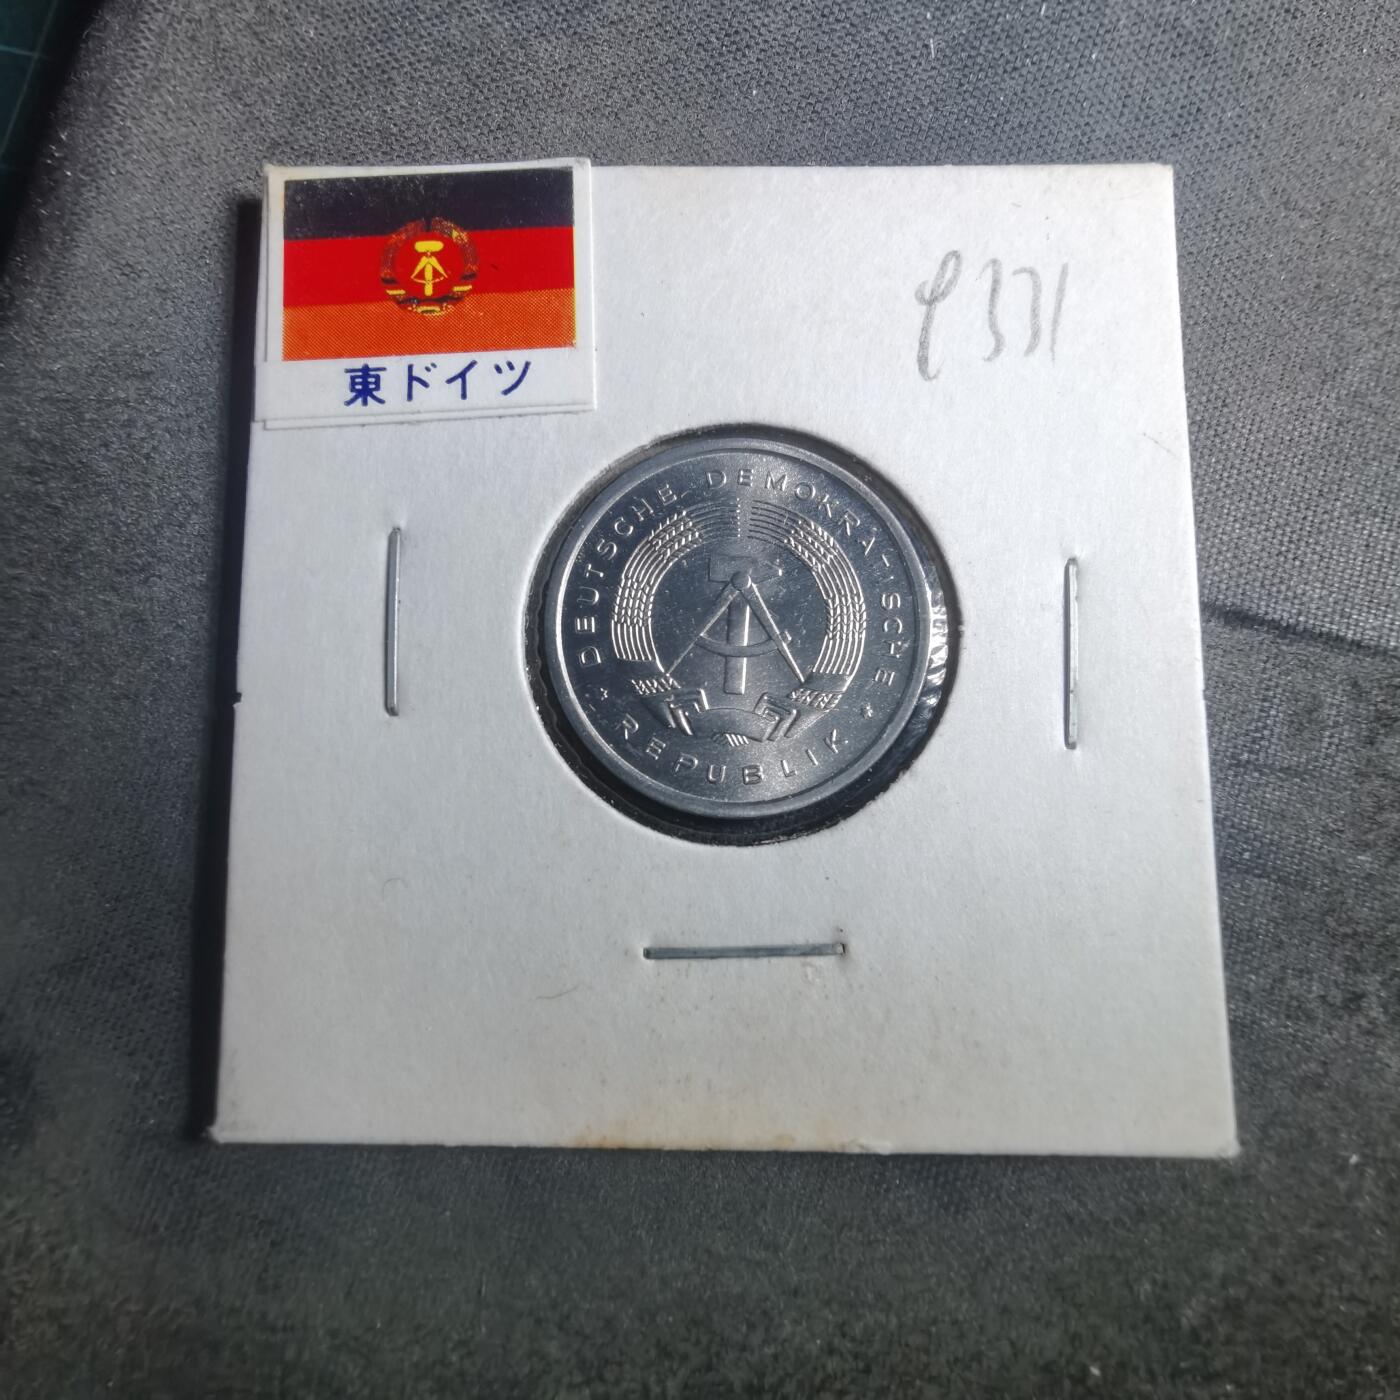 東ドイツ
DEUTSCHE DEMOKRATISCHE
* REPUBLIK *